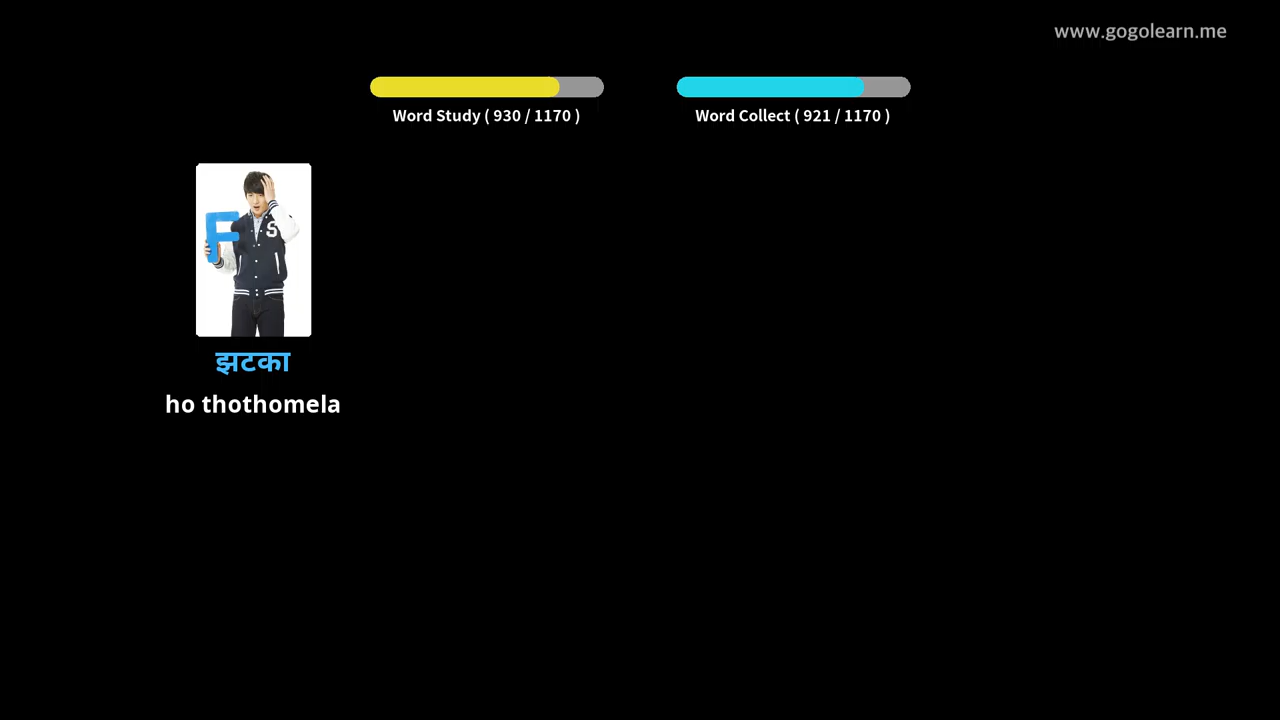 www.gogolearn.me
Word Study ( 930 / 1170 )
Word Collect ( 921 / 1170 )
F
S
झटका
ho thothomela